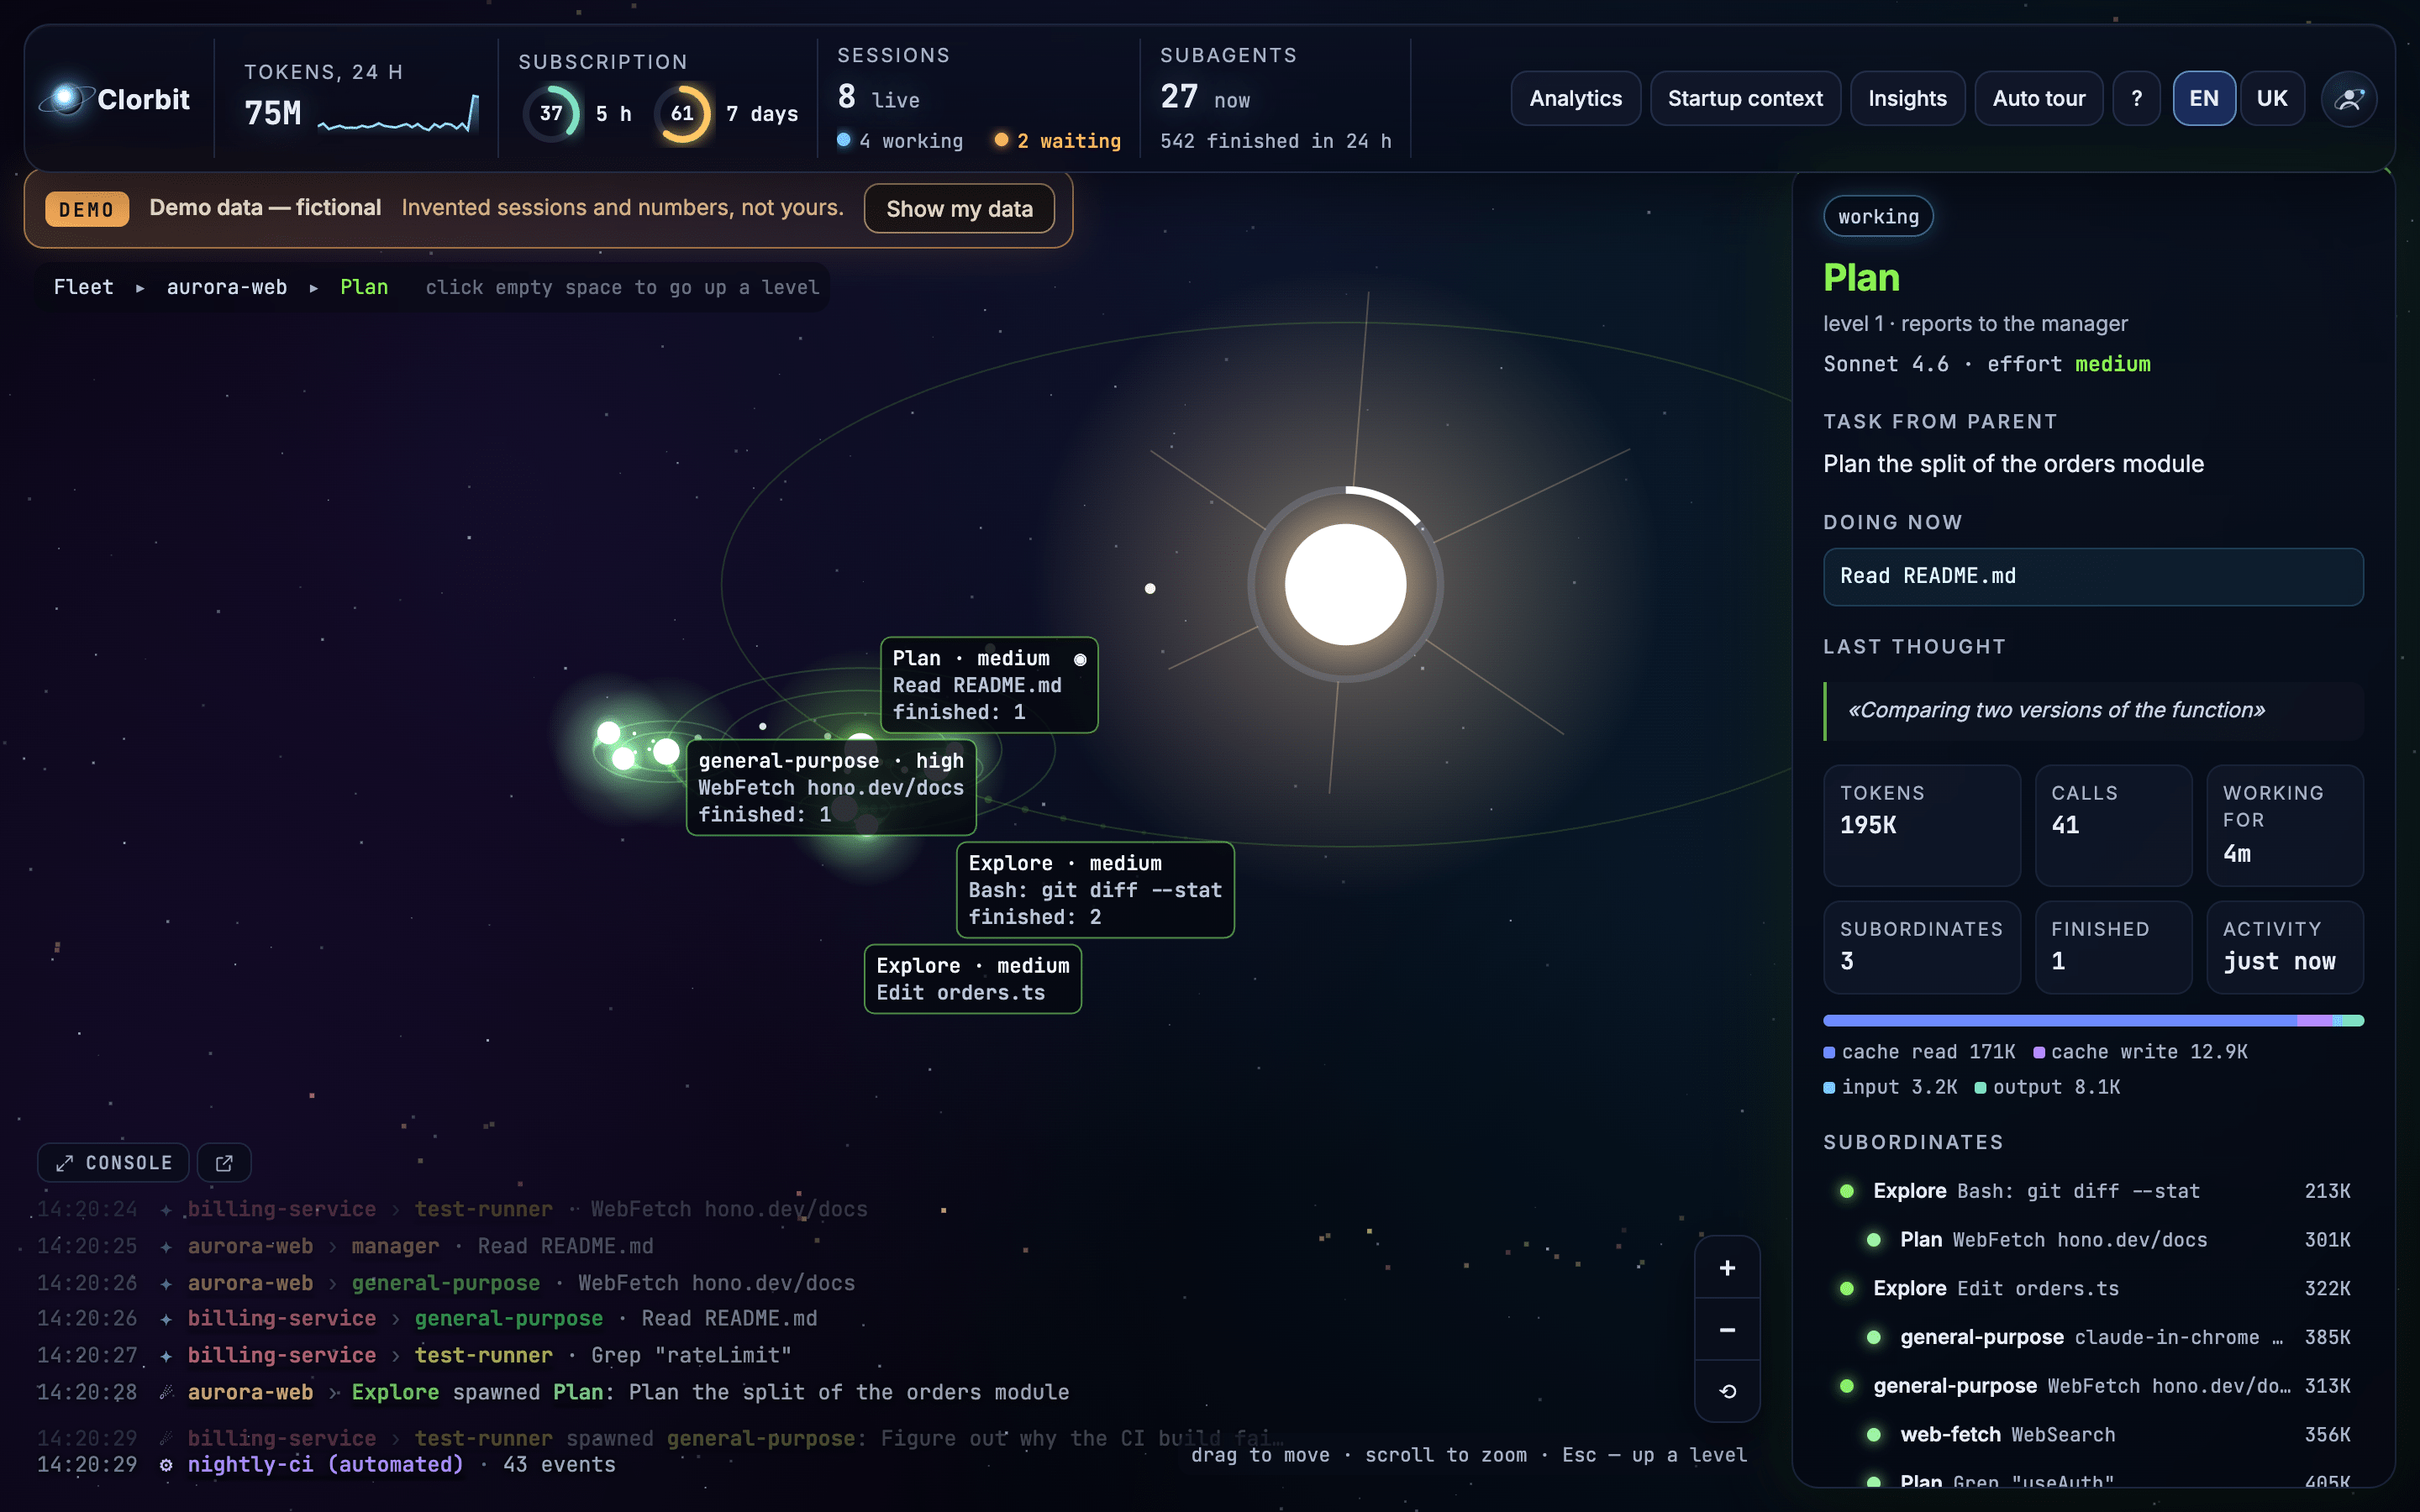 Clorbit
TOKENS, 24 H
75M
SUBSCRIPTION
37 5 h 61 7 days
SESSIONS
8 live
4 working 2 waiting
SUBAGENTS
27 now
542 finished in 24 h
Analytics Startup context Insights Auto tour ? EN UK
DEMO Demo data — fictional Invented sessions and numbers, not yours. Show my data
Fleet ▸ aurora-web ▸ Plan click empty space to go up a level
Plan · medium
Read README.md
finished: 1
general-purpose · high
WebFetch hono.dev/docs
finished: 1
Explore · medium
Bash: git diff --stat
finished: 2
Explore · medium
Edit orders.ts
CONSOLE
14:20:24 billing-service › test-runner · WebFetch hono.dev/docs
14:20:25 aurora-web › manager · Read README.md
14:20:26 aurora-web › general-purpose · WebFetch hono.dev/docs
14:20:26 billing-service › general-purpose · Read README.md
14:20:27 billing-service › test-runner · Grep "rateLimit"
14:20:28 aurora-web › Explore spawned Plan: Plan the split of the orders module
14:20:29 billing-service › test-runner spawned general-purpose: Figure out why the CI build fai…
14:20:29 nightly-ci (automated) · 43 events
+
−
drag to move · scroll to zoom · Esc — up a level
working
Plan
level 1 · reports to the manager
Sonnet 4.6 · effort medium
TASK FROM PARENT
Plan the split of the orders module
DOING NOW
Read README.md
LAST THOUGHT
«Comparing two versions of the function»
TOKENS
195K
CALLS
41
WORKING
FOR
4m
SUBORDINATES
3
FINISHED
1
ACTIVITY
just now
cache read 171K cache write 12.9K
input 3.2K output 8.1K
SUBORDINATES
Explore Bash: git diff --stat 213K
Plan WebFetch hono.dev/docs 301K
Explore Edit orders.ts 322K
general-purpose claude-in-chrome … 385K
general-purpose WebFetch hono.dev/do… 313K
web-fetch WebSearch 356K
Plan Grep "useAuth" 405K